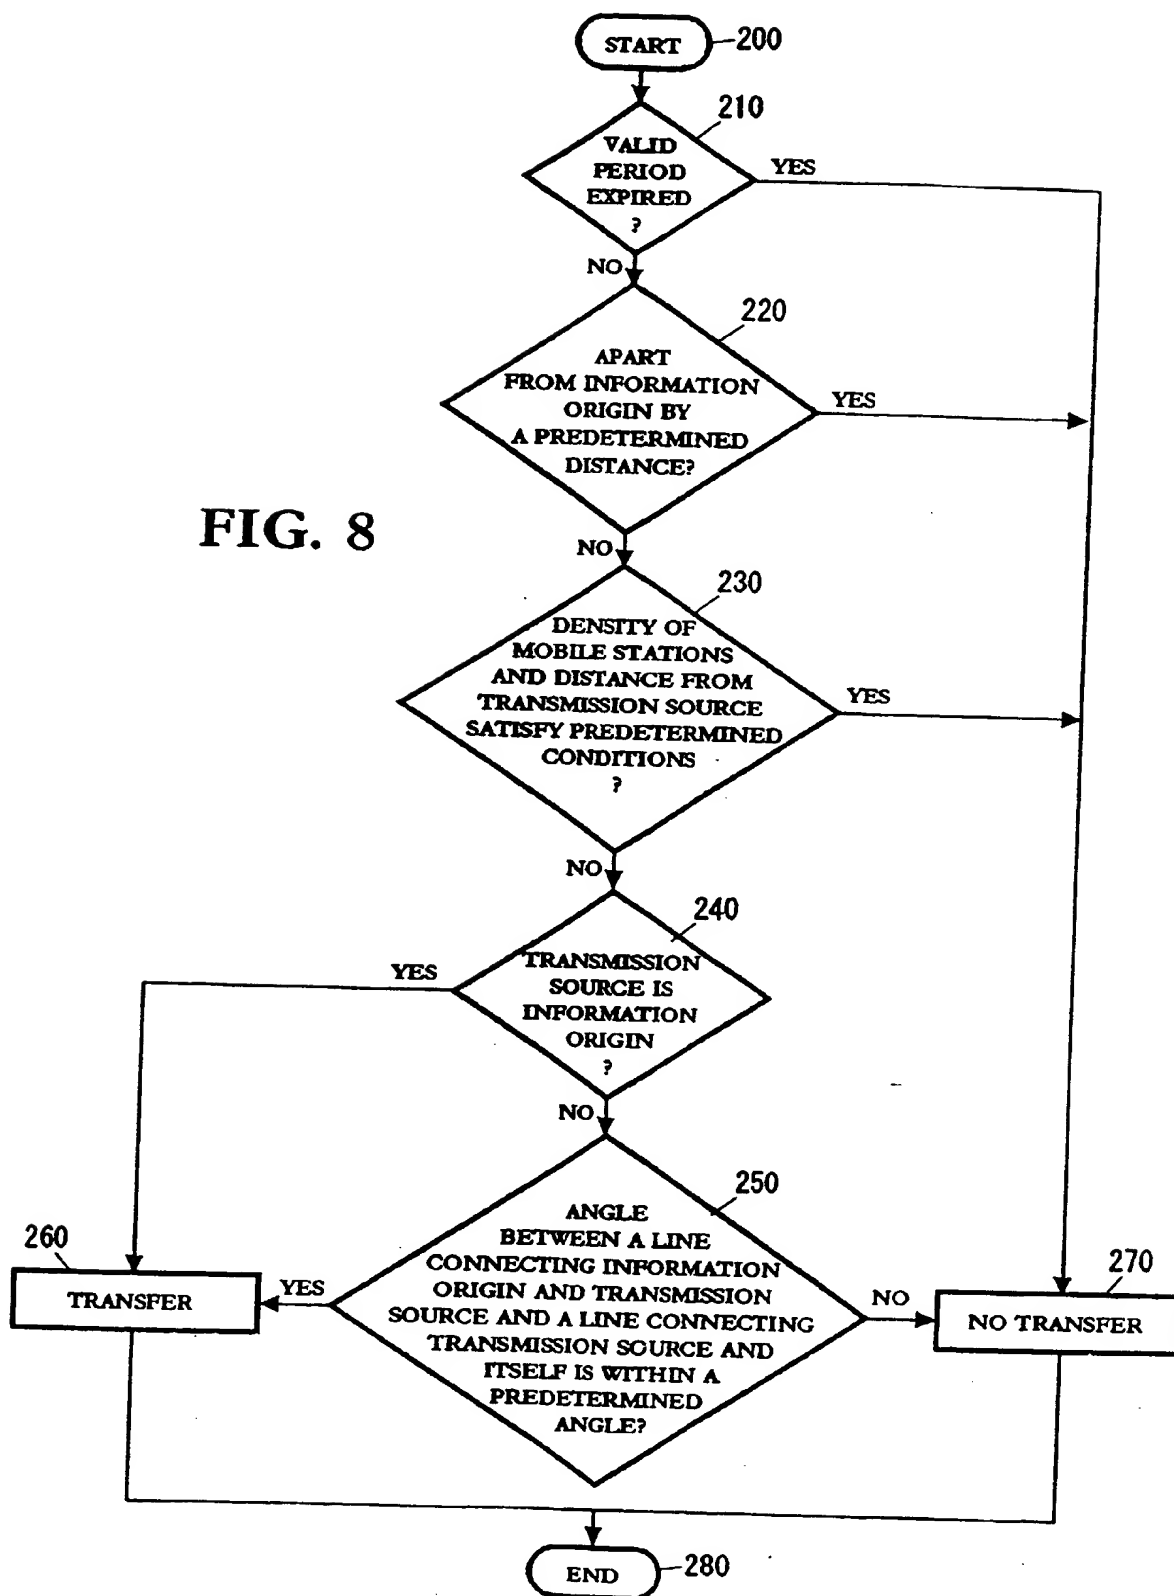 START
200
210
VALID
PERIOD
EXPIRED
?
YES
NO
220
APART
FROM INFORMATION
ORIGIN BY
A PREDETERMINED
DISTANCE?
YES
FIG. 8
NO
230
DENSITY OF
MOBILE STATIONS
AND DISTANCE FROM
TRANSMISSION SOURCE
SATISFY PREDETERMINED
CONDITIONS
?
YES
NO
240
TRANSMISSION
SOURCE IS
INFORMATION
ORIGIN
?
YES
NO
250
ANGLE
BETWEEN A LINE
CONNECTING INFORMATION
ORIGIN AND TRANSMISSION
SOURCE AND A LINE CONNECTING
TRANSMISSION SOURCE AND
ITSELF IS WITHIN A
PREDETERMINED
ANGLE?
260
TRANSFER
YES
NO
270
NO TRANSFER
END
280